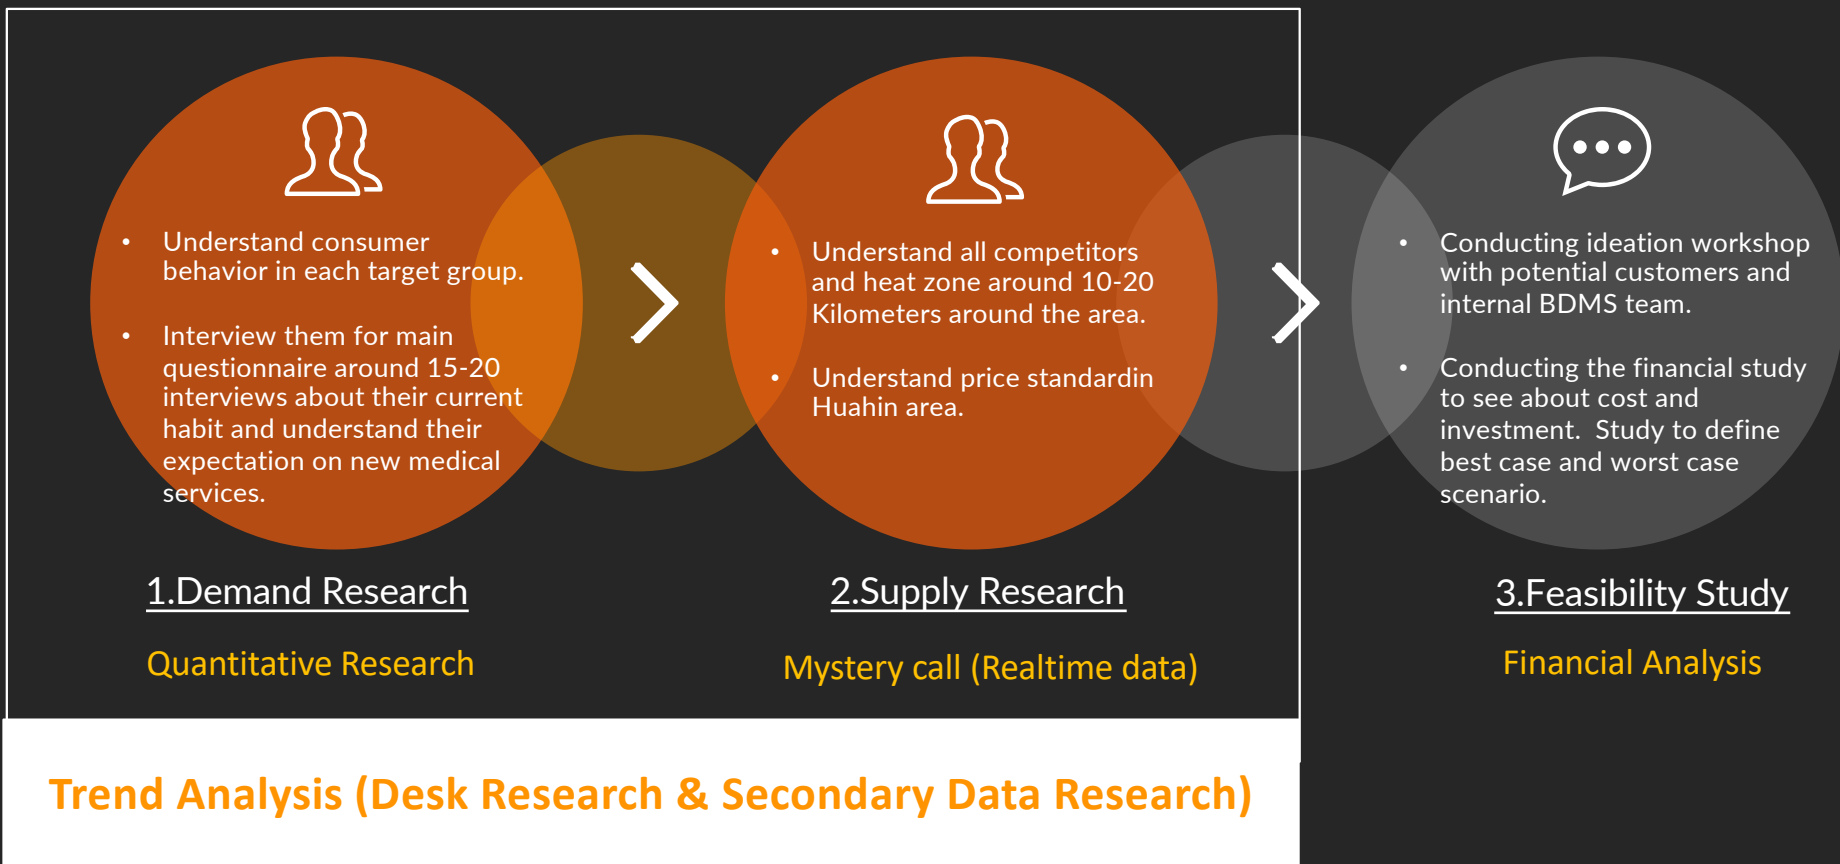 • Understand consumer
behavior in each target group.
• Interview them for main
questionnaire around 15-20
interviews about their current
habit and understand their
expectation on new medical
services.
1.Demand Research
Quantitative Research
• Understand all competitors
and heat zone around 10-20
Kilometers around the area.
• Understand price standardin
Huahin area.
2.Supply Research
Mystery call (Realtime data)
• Conducting ideation workshop
with potential customers and
internal BDMS team.
• Conducting the financial study
to see about cost and
investment.  Study to define
best case and worst case
scenario.
3.Feasibility Study
Financial Analysis
Trend Analysis (Desk Research & Secondary Data Research)